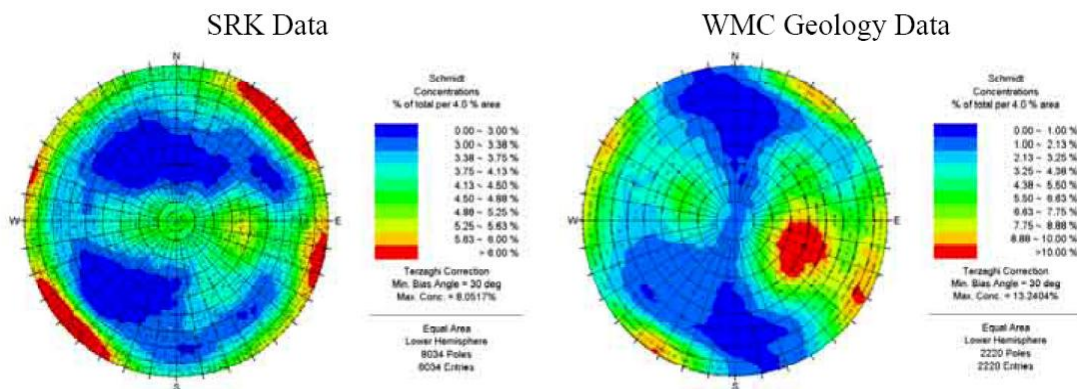 SRK Data
WMC Geology Data
N
W
E
S
Schmidt
Concentrations
% of total per 4.0 % area
0.00 ~ 3.00 %
3.00 ~ 3.38 %
3.38 ~ 3.75 %
3.75 ~ 4.13 %
4.13 ~ 4.50 %
4.50 ~ 4.88 %
4.88 ~ 5.25 %
5.25 ~ 5.63 %
5.63 ~ 6.00 %
> 6.00 %
Terzaghi Correction
Min. Bias Angle = 30 deg
Max. Conc. = 8.0517%
Equal Area
Lower Hemisphere
8034 Poles
8034 Entries
N
W
E
S
Schmidt
Concentrations
% of total per 4.0 % area
0.00 ~ 1.00 %
1.00 ~ 2.13 %
2.13 ~ 3.25 %
3.25 ~ 4.38 %
4.38 ~ 5.50 %
5.50 ~ 6.63 %
6.63 ~ 7.75 %
7.75 ~ 8.88 %
8.88 ~ 10.00 %
>10.00 %
Terzaghi Correction
Min. Bias Angle = 30 deg
Max. Conc. = 13.2404%
Equal Area
Lower Hemisphere
2220 Poles
2220 Entries